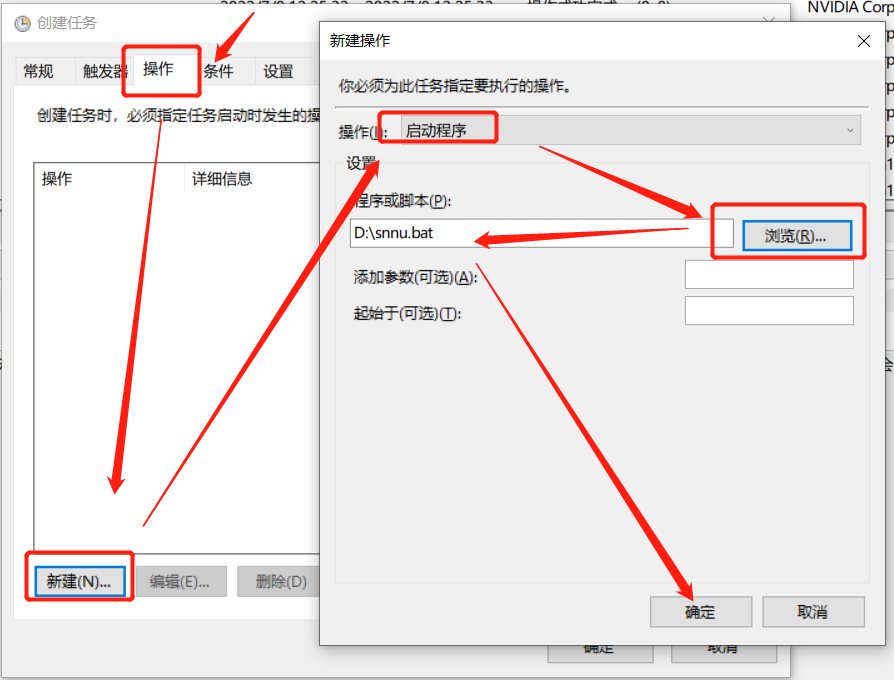 NVIDIA Corp
创建任务
新建操作
常规 触发器 操作 条件 设置
创建任务时，必须指定任务启动时发生的操
操作 详细信息
新建(N)... 编辑(E)... 删除(D)
你必须为此任务指定要执行的操作。
操作(I): 启动程序
设置
程序或脚本(P):
D:\snnu.bat 浏览(R)...
添加参数(可选)(A):
起始于(可选)(T):
确定 取消
确定 取消